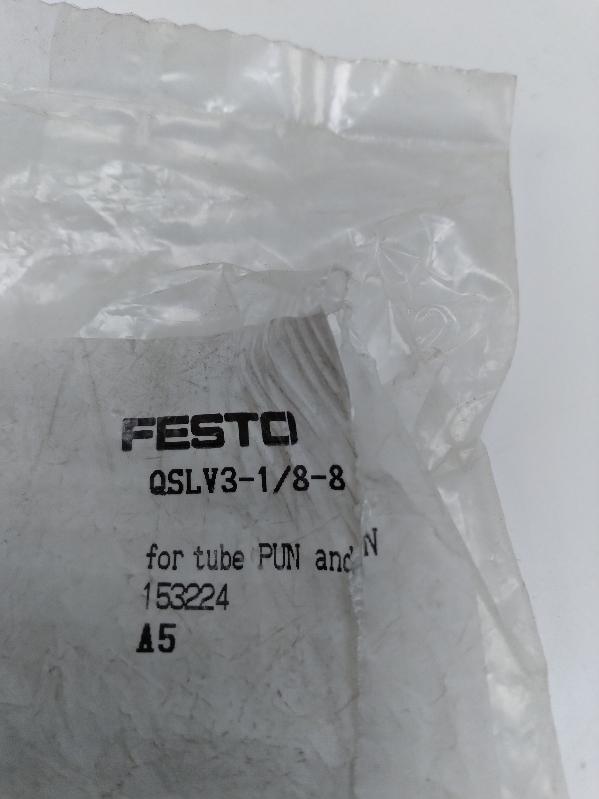 FESTO
QSLV3-1/8-8
for tube PUN and N
153224
A5